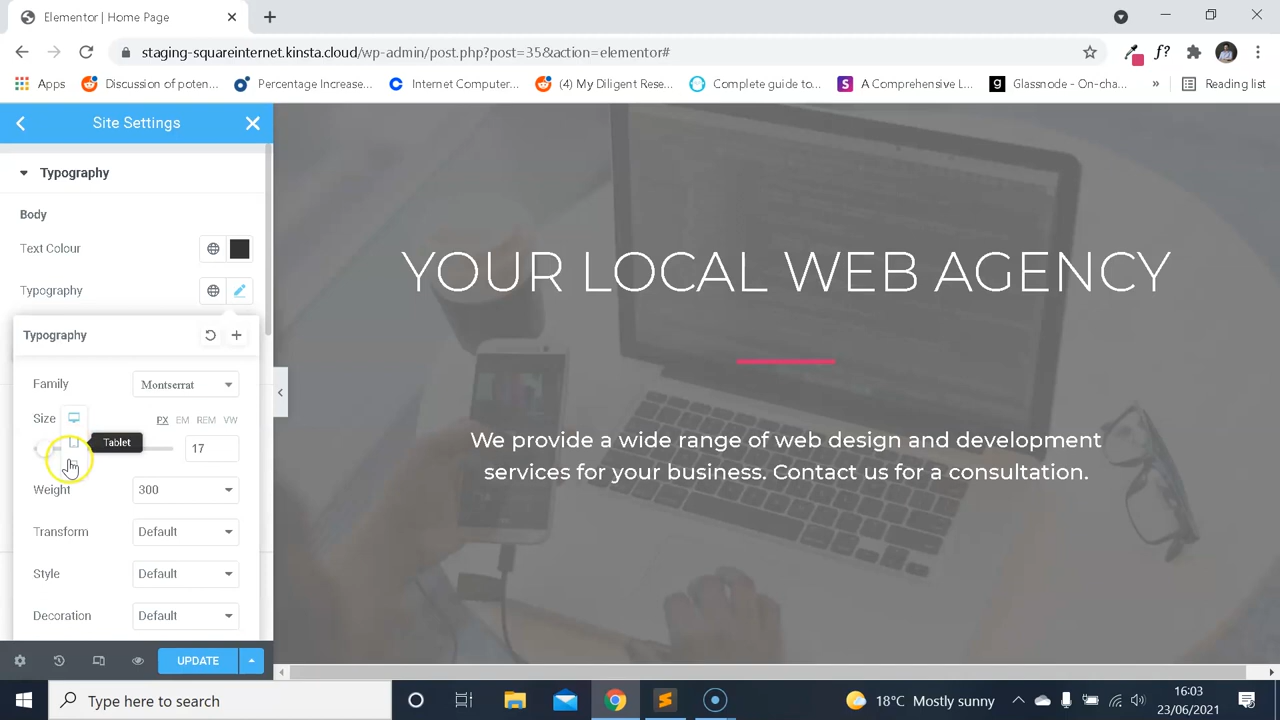 Elementor | Home Page
staging-squareinternet.kinsta.cloud/wp-admin/post.php?post=35&action=elementor#
f?
Apps
Discussion of poten...
Percentage Increase...
Internet Computer...
(4) My Diligent Rese...
Complete guide to...
A Comprehensive L...
Glassnode - On-cha...
»
Reading list
Site Settings
Typography
Body
Text Colour
Typography
Typography
Family
Montserrat
Size
PX EM REM VW
Tablet
17
Weight
300
Transform
Default
Style
Default
Decoration
Default
UPDATE
YOUR LOCAL WEB AGENCY
We provide a wide range of web design and development
services for your business. Contact us for a consultation.
Type here to search
18°C Mostly sunny
16:03
23/06/2021